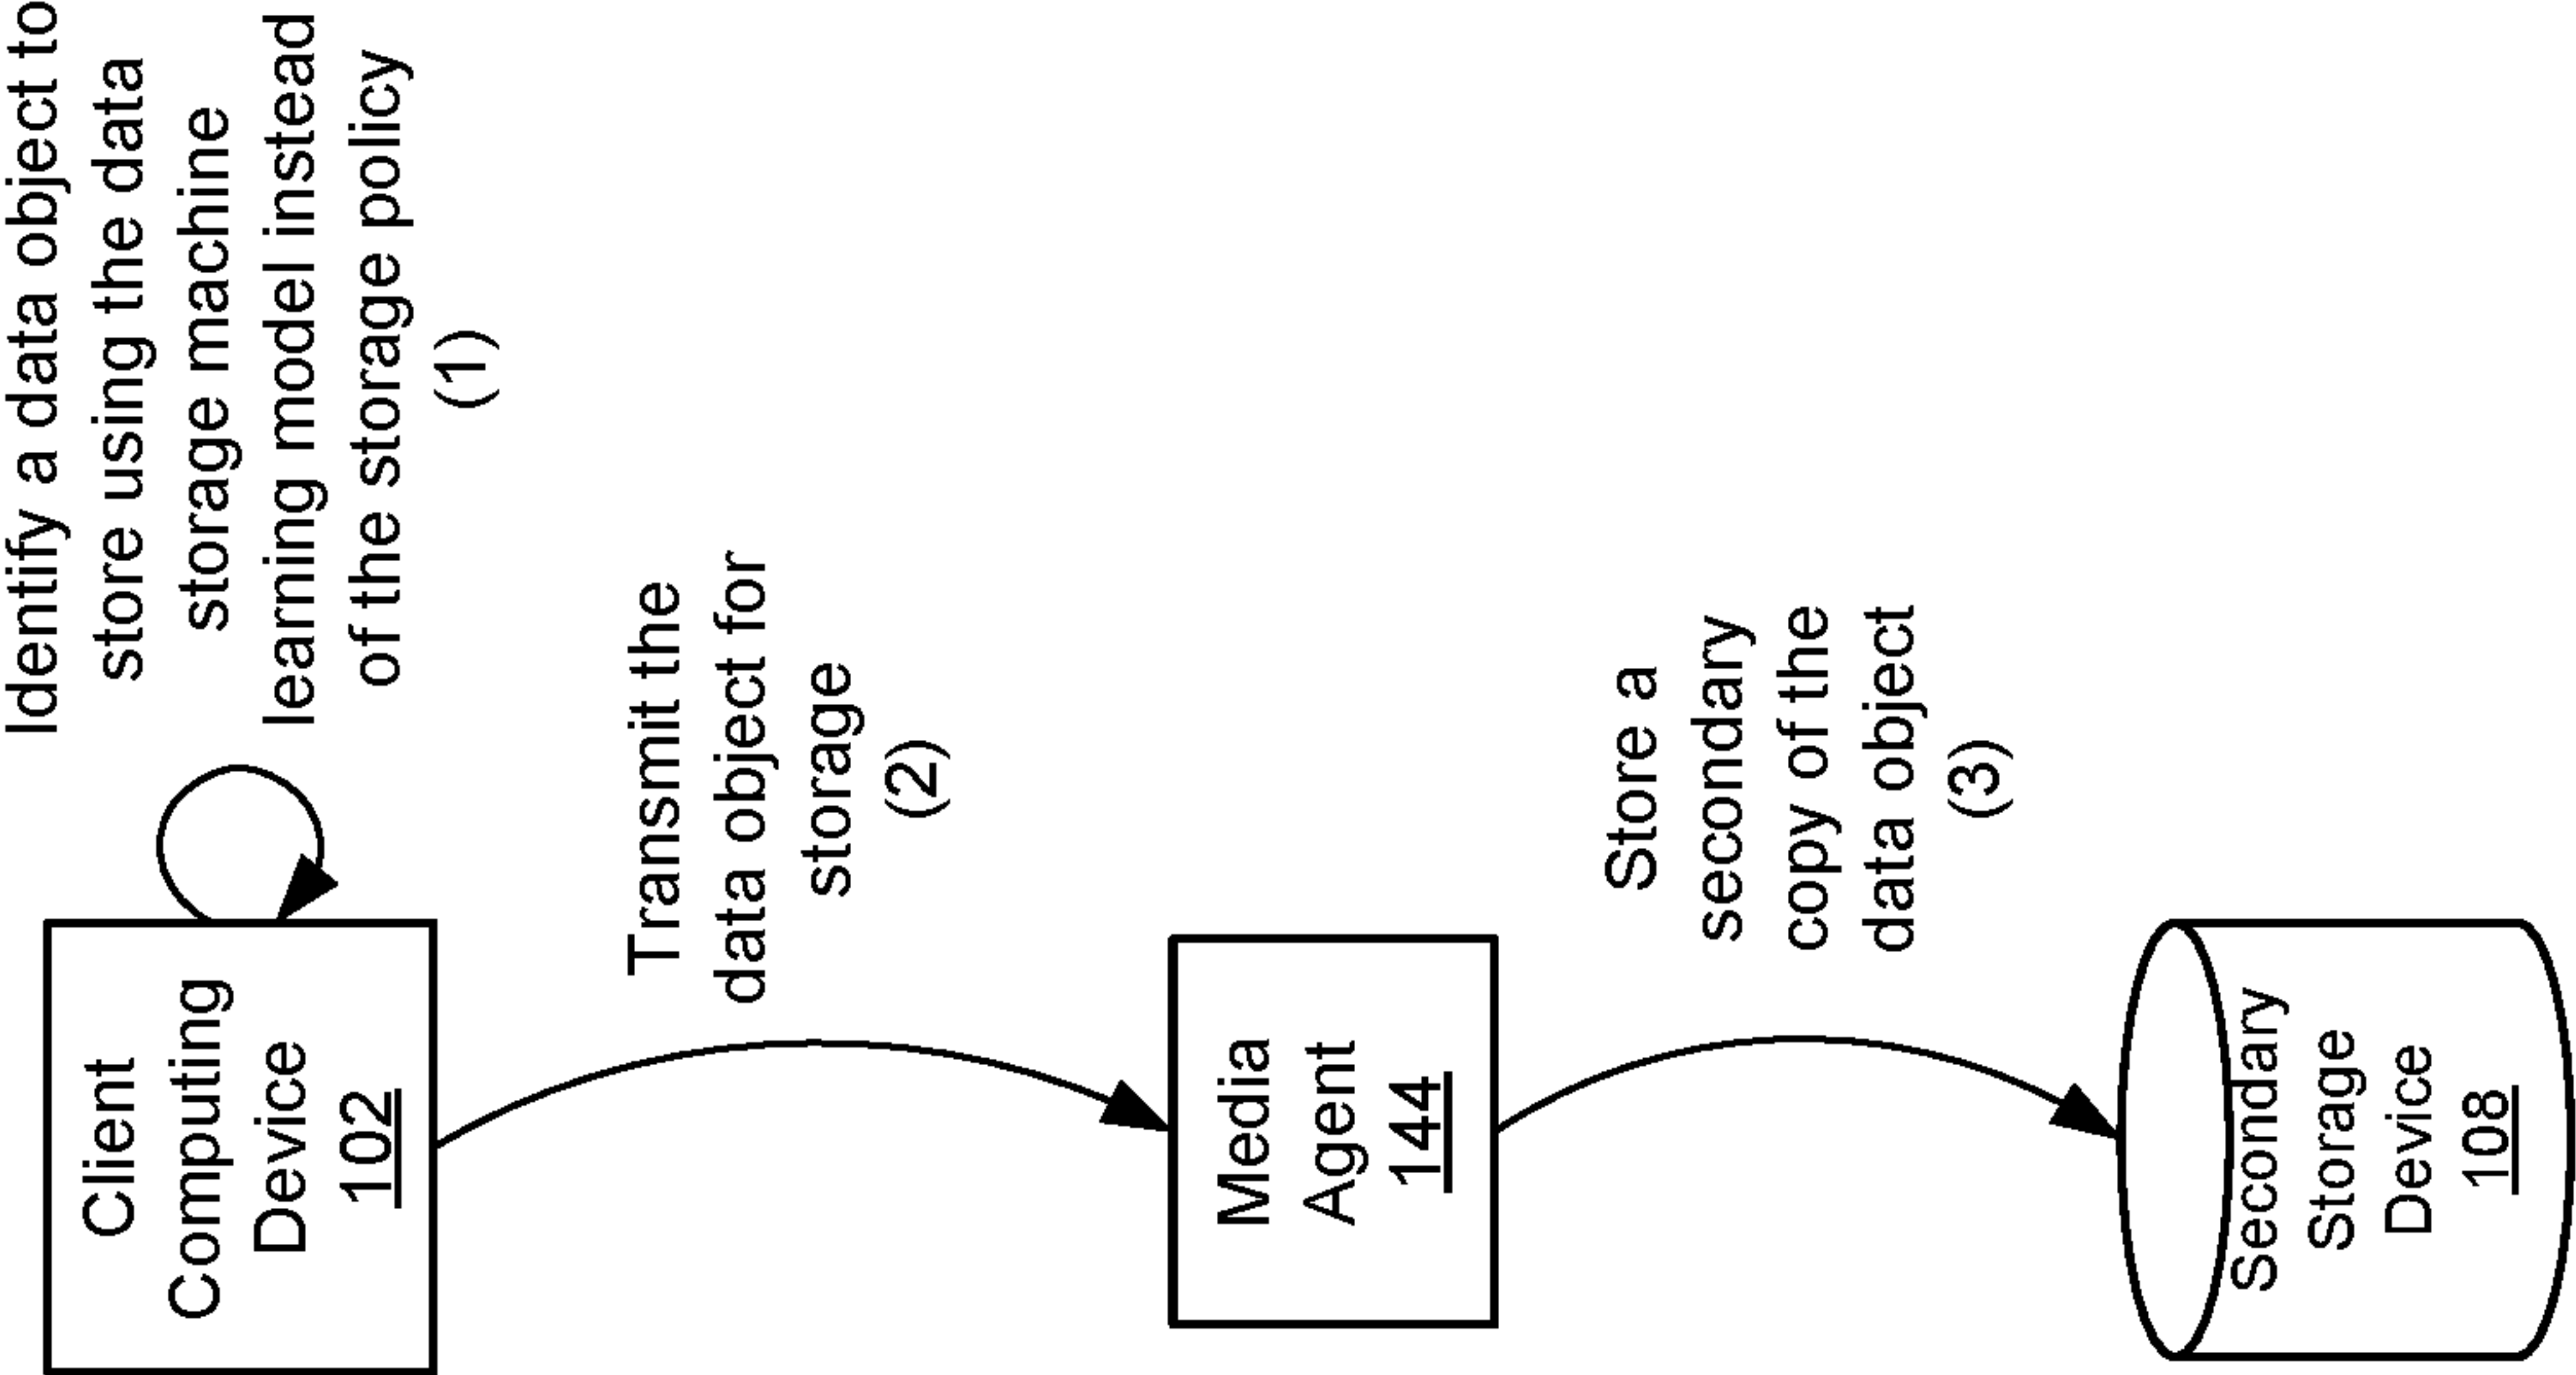 Identify a data object to
store using the data
storage machine
learning model instead
of the storage policy
(1)
Client
Computing
Device
102
Transmit the
data object for
storage
(2)
Media
Agent
144
Store a
secondary
copy of the
data object
(3)
Secondary
Storage
Device
108